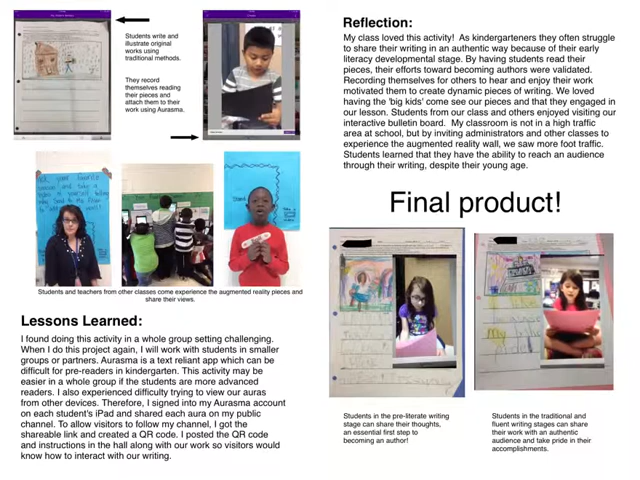 Students write and
illustrate original
works using
traditional methods.
They record
themselves reading
their pieces and
attach them to their
work using Aurasma.
Students and teachers from other classes come experience the augmented reality pieces and
share their views.
Lessons Learned:
I found doing this activity in a whole group setting challenging.
When I do this project again, I will work with students in smaller
groups or partners. Aurasma is a text reliant app which can be
difficult for pre-readers in kindergarten. This activity may be
easier in a whole group if the students are more advanced
readers. I also experienced difficulty trying to view our auras
from other devices. Therefore, I signed into my Aurasma account
on each student's iPad and shared each aura on my public
channel. To allow visitors to follow my channel, I got the
shareable link and created a QR code. I posted the QR code
and instructions in the hall along with our work so visitors would
know how to interact with our writing.
Reflection:
My class loved this activity! As kindergarteners they often struggle
to share their writing in an authentic way because of their early
literacy developmental stage. By having students read their
pieces, their efforts toward becoming authors were validated.
Recording themselves for others to hear and enjoy their work
motivated them to create dynamic pieces of writing. We loved
having the 'big kids' come see our pieces and that they engaged in
our lesson. Students from our class and others enjoyed visiting our
interactive bulletin board. My classroom is not in a high traffic
area at school, but by inviting administrators and other classes to
experience the augmented reality wall, we saw more foot traffic.
Students learned that they have the ability to reach an audience
through their writing, despite their young age.
Final product!
Students in the pre-literate writing
stage can share their thoughts,
an essential first step to
becoming an author!
Students in the traditional and
fluent writing stages can share
their work with an authentic
audience and take pride in their
accomplishments.